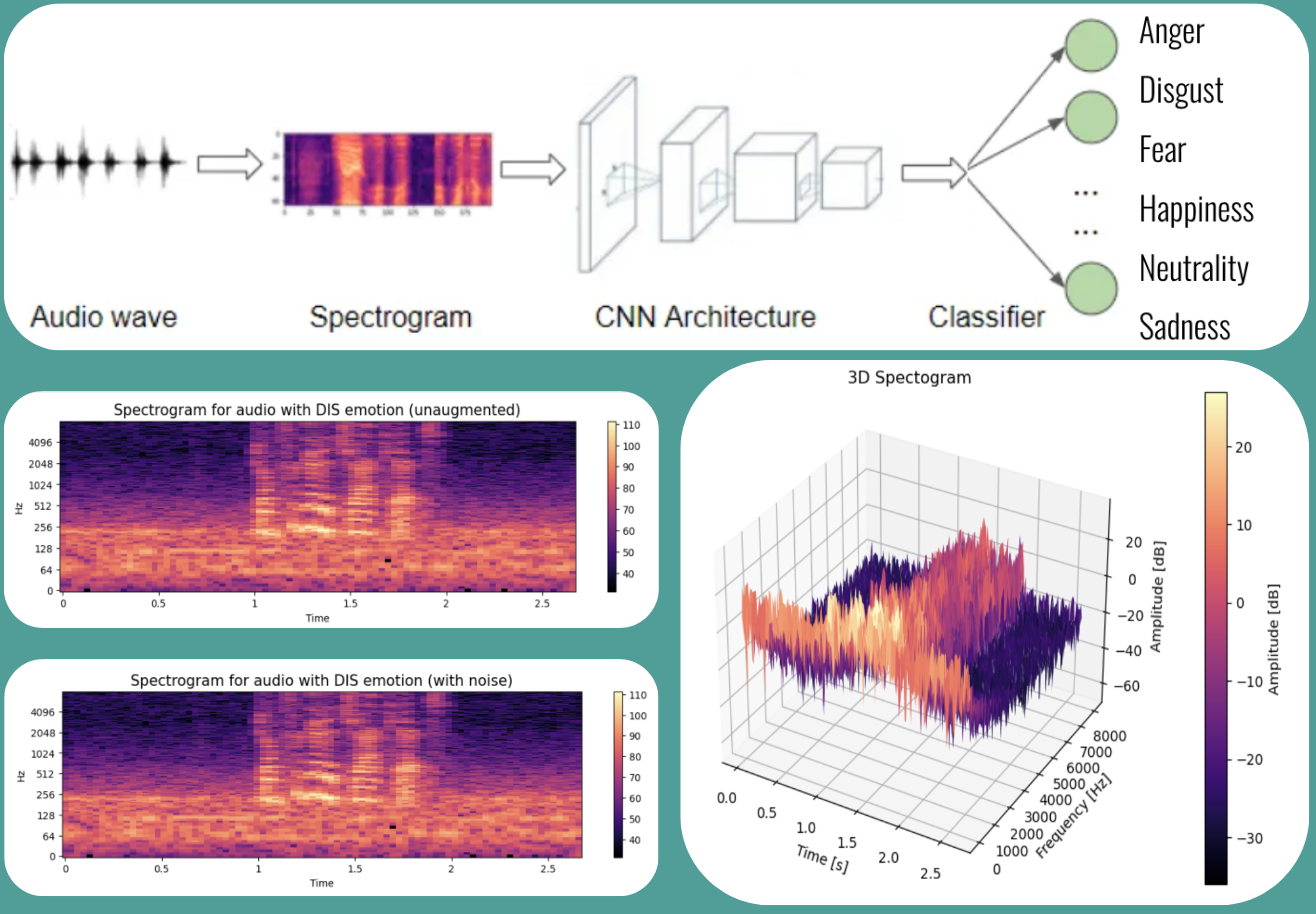 Anger
Disgust
Fear
...
Happiness
...
Neutrality
Sadness
0
20
40
60
0 25 50 75 100 125 150 175
Audio wave
Spectrogram
CNN Architecture
Classifier
Spectrogram for audio with DIS emotion (unaugmented)
Hz
4096
2048
1024
512
256
128
64
0
0 0.5 1 1.5 2 2.5
Time
110
100
90
80
70
60
50
40
Spectrogram for audio with DIS emotion (with noise)
Hz
4096
2048
1024
512
256
128
64
0
0 0.5 1 1.5 2 2.5
Time
110
100
90
80
70
60
50
40
3D Spectogram
20
0
−20
−40
−60
Amplitude [dB]
0.0
0.5
1.0
1.5
2.0
2.5
Time [s]
8000
7000
6000
5000
4000
3000
2000
1000
0
Frequency [Hz]
20
10
0
−10
−20
−30
Amplitude [dB]